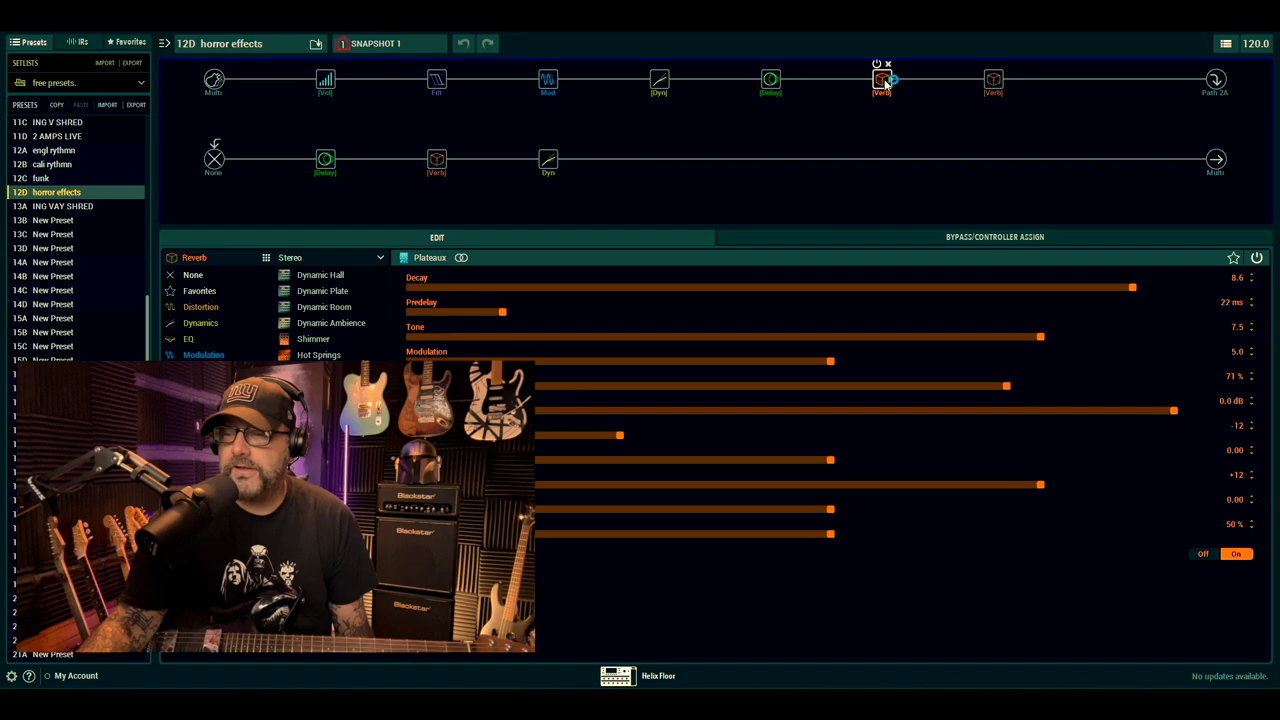 Presets IRs Favorites 12D horror effects 1 SNAPSHOT 1 120.0
SETLISTS IMPORT EXPORT
free presets.
PRESETS COPY PASTE IMPORT EXPORT
11C ING V SHRED
11D 2 AMPS LIVE
12A engl rythmn
12B cali rythmn
12C funk
12D horror effects
13A ING VAY SHRED
13B New Preset
13C New Preset
13D New Preset
14A New Preset
14B New Preset
14C New Preset
14D New Preset
15A New Preset
15B New Preset
15C New Preset
15D New Preset
21A New Preset
Multi |Vol| Filt Mod |Dyn| |Delay| |Verb| |Verb| Path 2A
None |Delay| |Verb| Dyn Multi
EDIT BYPASS/CONTROLLER ASSIGN
Reverb Stereo Plateaux
None
Favorites
Distortion
Dynamics
EQ
Modulation
Dynamic Hall
Dynamic Plate
Dynamic Room
Dynamic Ambience
Shimmer
Hot Springs
Decay 8.6
Predelay 22 ms
Tone 7.5
Modulation 5.0
71 %
0.0 dB
-12
0.00
+12
0.00
50 %
Off On
NY
Blackstar
Blackstar
Blackstar
My Account Helix Floor No updates available.